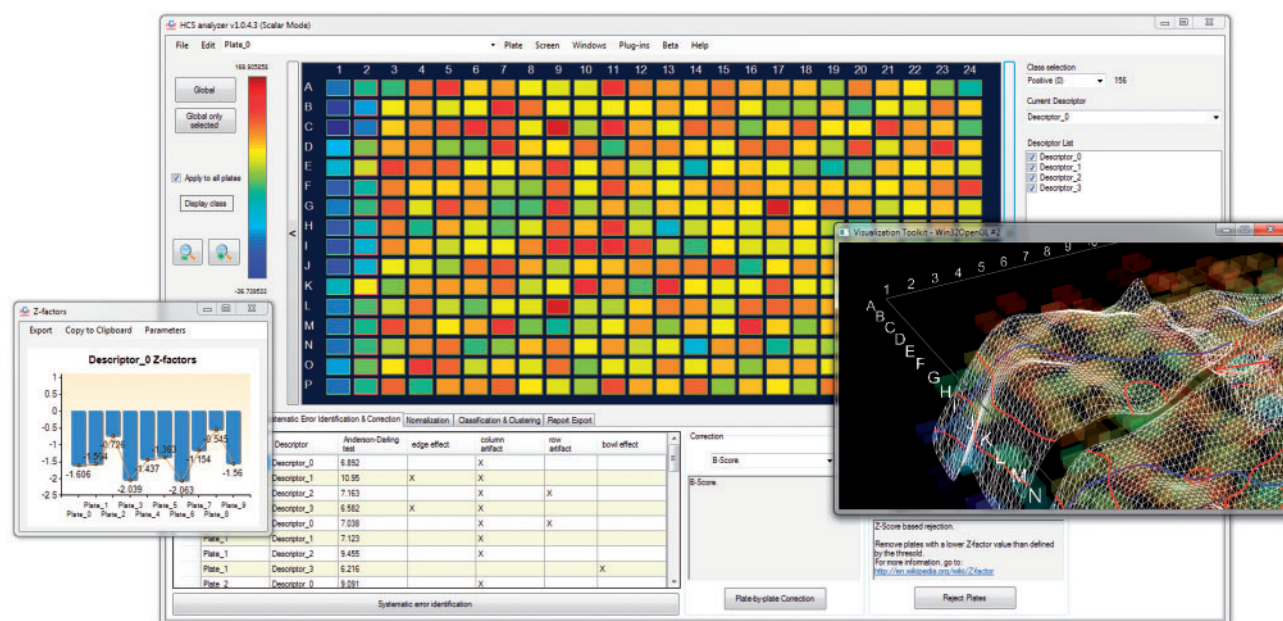 HCS analyzer v1.0.4.3 (Scalar Mode)
File Edit Plate_0 Plate Screen Windows Plug-ins Beta Help
Global
Global only
selected
Apply to all plates
Display class
<
1 2 3 4 5 6 7 8 9 10 11 12 13 14 15 16 17 18 19 20 21 22 23 24
A
B
C
D
E
F
G
H
I
J
K
L
M
N
O
P
Class selection
Positive (0) 156
Current Descriptor
Descriptor_0
Descriptor List
Descriptor_0
Descriptor_1
Descriptor_2
Descriptor_3
Visualization Toolkit - Win32OpenGL #2
1 2 3 4 5 6 7 8 9
A
B
C
D
E
F
G
H
L
M
N
Z-factors
Export Copy to Clipboard Parameters
Descriptor_0 Z-factors
1
0.5
0
-0.5
-1
-1.5
-2
-2.5
-1.606
-1.594
-0.726
-2.039
-1.437
-1.363
-2.063
-1.154
-0.545
-1.56
Plate_1 Plate_3 Plate_5 Plate_7 Plate_9
Plate_0 Plate_2 Plate_4 Plate_6 Plate_8
Error Identification & Correction Normalization Classification & Clustering Report Export
Descriptor Anderson-Darling test edge effect column artifact row artifact bowl effect
Descriptor_0 6.892 X
Descriptor_1 10.95 X X
Descriptor_2 7.163 X X
Descriptor_3 6.582 X X
Descriptor_0 7.038 X X
Plate_1 Descriptor_1 7.123 X
Plate_1 Descriptor_2 9.455 X
Plate_1 Descriptor_3 6.216 X
Plate_2 Descriptor_0 9.091 X
Systematic error identification
Correction
B-Score
B-Score.
Plate-by-plate Correction
Z-Score based rejection.
Remove plates with a lower Z-factor value than defined
by the thresold.
For more information, go to:
http://en.wikipedia.org/wiki/Z-factor
Reject Plates